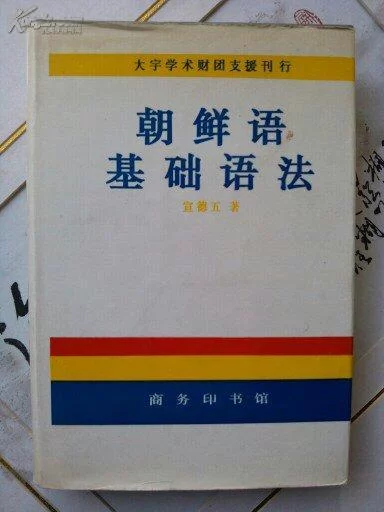 大宇学术财团支援刊行
朝鲜语
基础语法
宣德五 著
商务印书馆